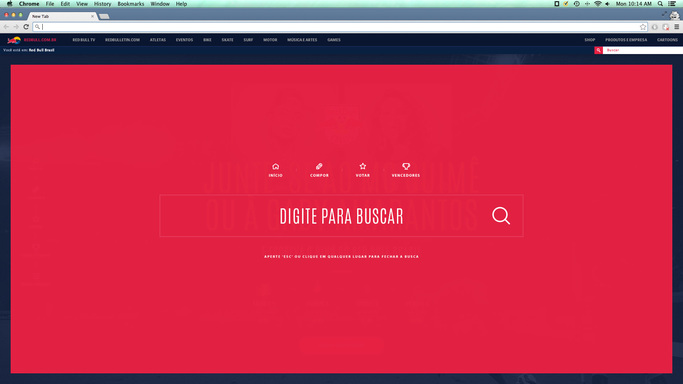 Chrome File Edit View History Bookmarks Window Help Mon 10:14 AM
New Tab
REDBULL.COM.BR RED BULL TV REDBULLETIN.COM ATLETAS EVENTOS BIKE SKATE SURF MOTOR MÚSICA E ARTES GAMES SHOP PRODUTOS E EMPRESA CARTOONS
Você está em: Red Bull Brasil Buscar
INÍCIO COMPOR VOTAR VENCEDORES
DIGITE PARA BUSCAR
APERTE 'ESC' OU CLIQUE EM QUALQUER LUGAR PARA FECHAR A BUSCA